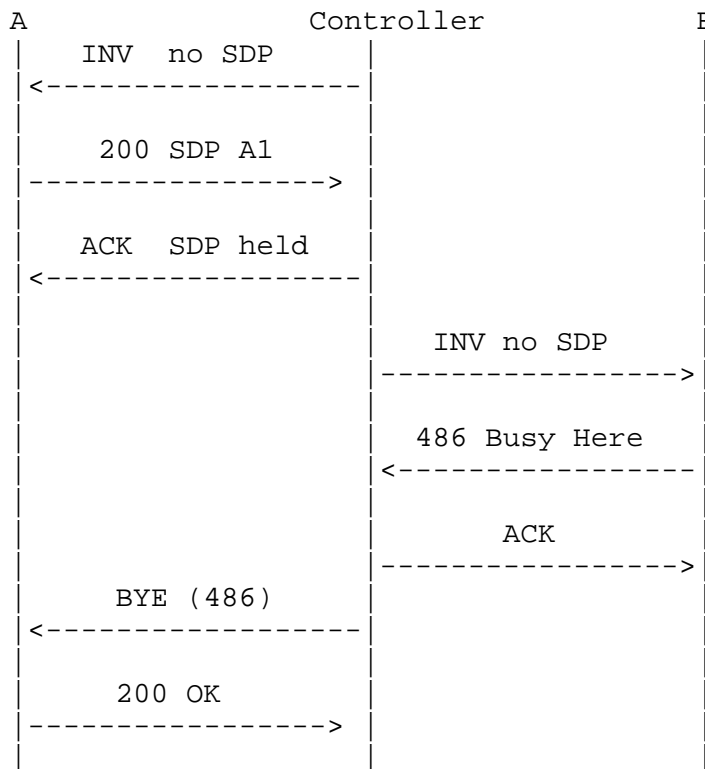 A Controller
INV no SDP
200 SDP A1
ACK SDP held
INV no SDP
486 Busy Here
ACK
BYE (486)
200 OK